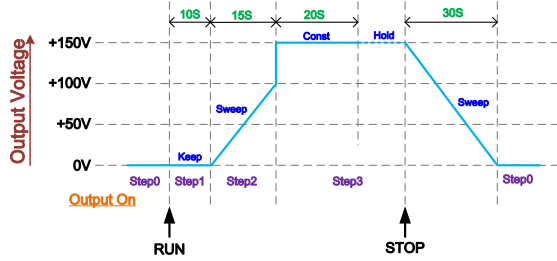 10S 15S 20S 30S
+150V
Const Hold
+100V
Sweep Sweep
+50V
Keep
0V
Output Voltage
Step0 Step1 Step2 Step3 Step0
Output On
RUN STOP